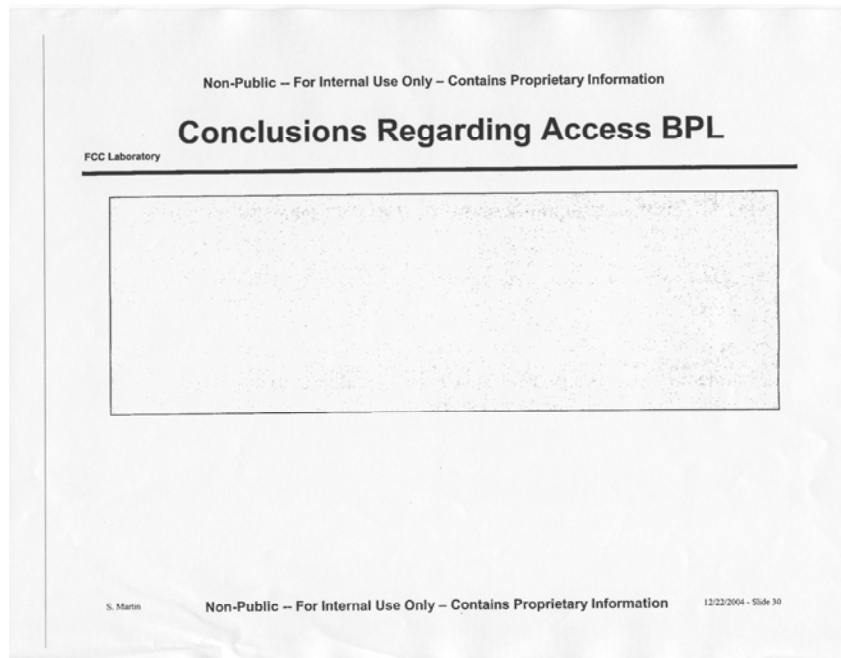 Non-Public -- For Internal Use Only – Contains Proprietary Information
Conclusions Regarding Access BPL
FCC Laboratory
S. Martin
Non-Public -- For Internal Use Only – Contains Proprietary Information
12/22/2004 - Slide 30